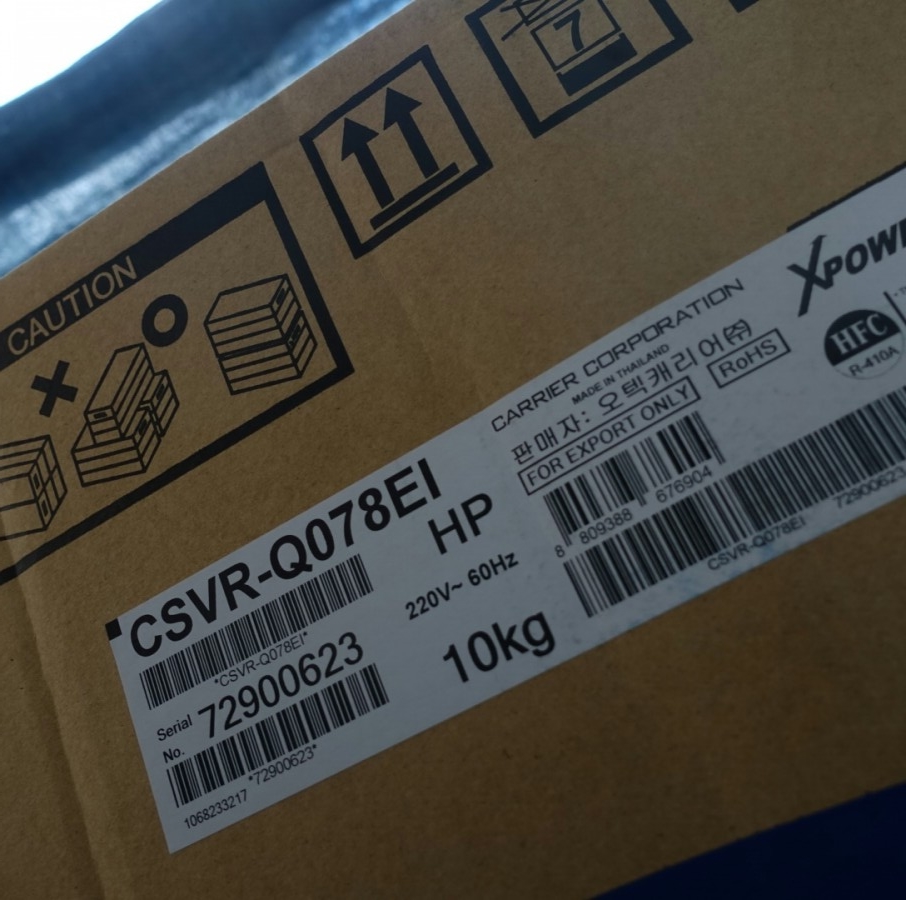 7
CAUTION
XPOW
HFC
R-410A
CARRIER CORPORATION
MADE IN THAILAND
판매자: 오텍캐리어㈜
RoHS
FOR EXPORT ONLY
8 809388 676904
CSVR-Q078EI 72900623
CSVR-Q078EI
HP
*CSVR-Q078EI*
220V~ 60Hz
Serial No. 72900623
10kg
*72900623*
1068233217